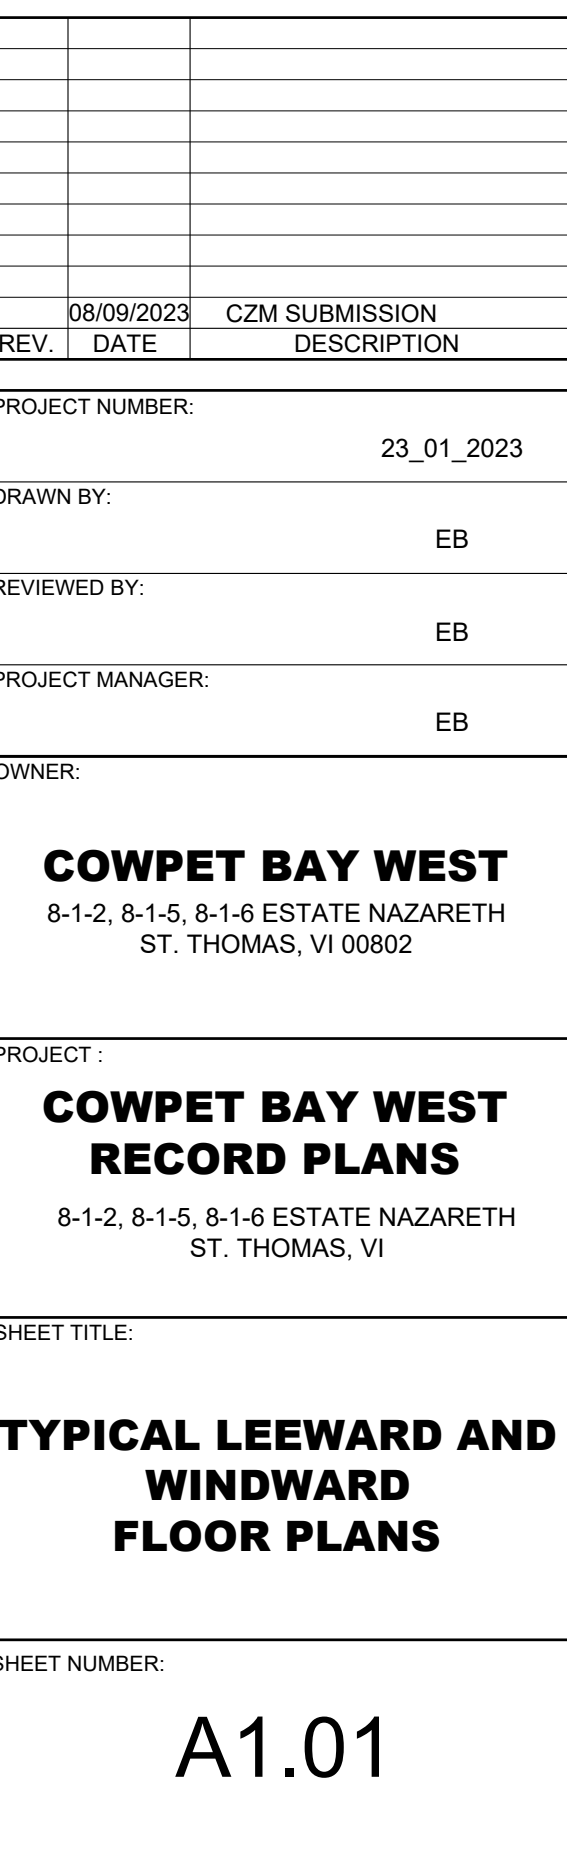 08/09/2023 CZM SUBMISSION
REV. DATE DESCRIPTION
PROJECT NUMBER:
23_01_2023
DRAWN BY:
EB
REVIEWED BY:
EB
PROJECT MANAGER:
EB
OWNER:
COWPET BAY WEST
8-1-2, 8-1-5, 8-1-6 ESTATE NAZARETH
ST. THOMAS, VI 00802
PROJECT :
COWPET BAY WEST
RECORD PLANS
8-1-2, 8-1-5, 8-1-6 ESTATE NAZARETH
ST. THOMAS, VI
SHEET TITLE:
TYPICAL LEEWARD AND
WINDWARD
FLOOR PLANS
SHEET NUMBER:
A1.01